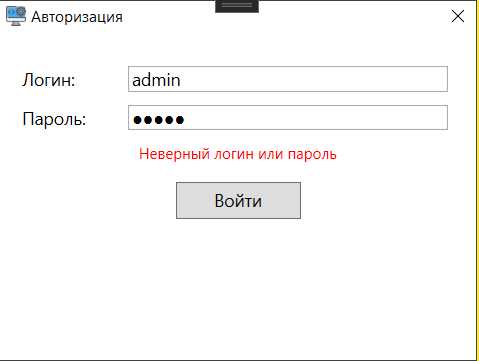 Авторизация
Логин: admin
Пароль: ●●●●●
Неверный логин или пароль
Войти